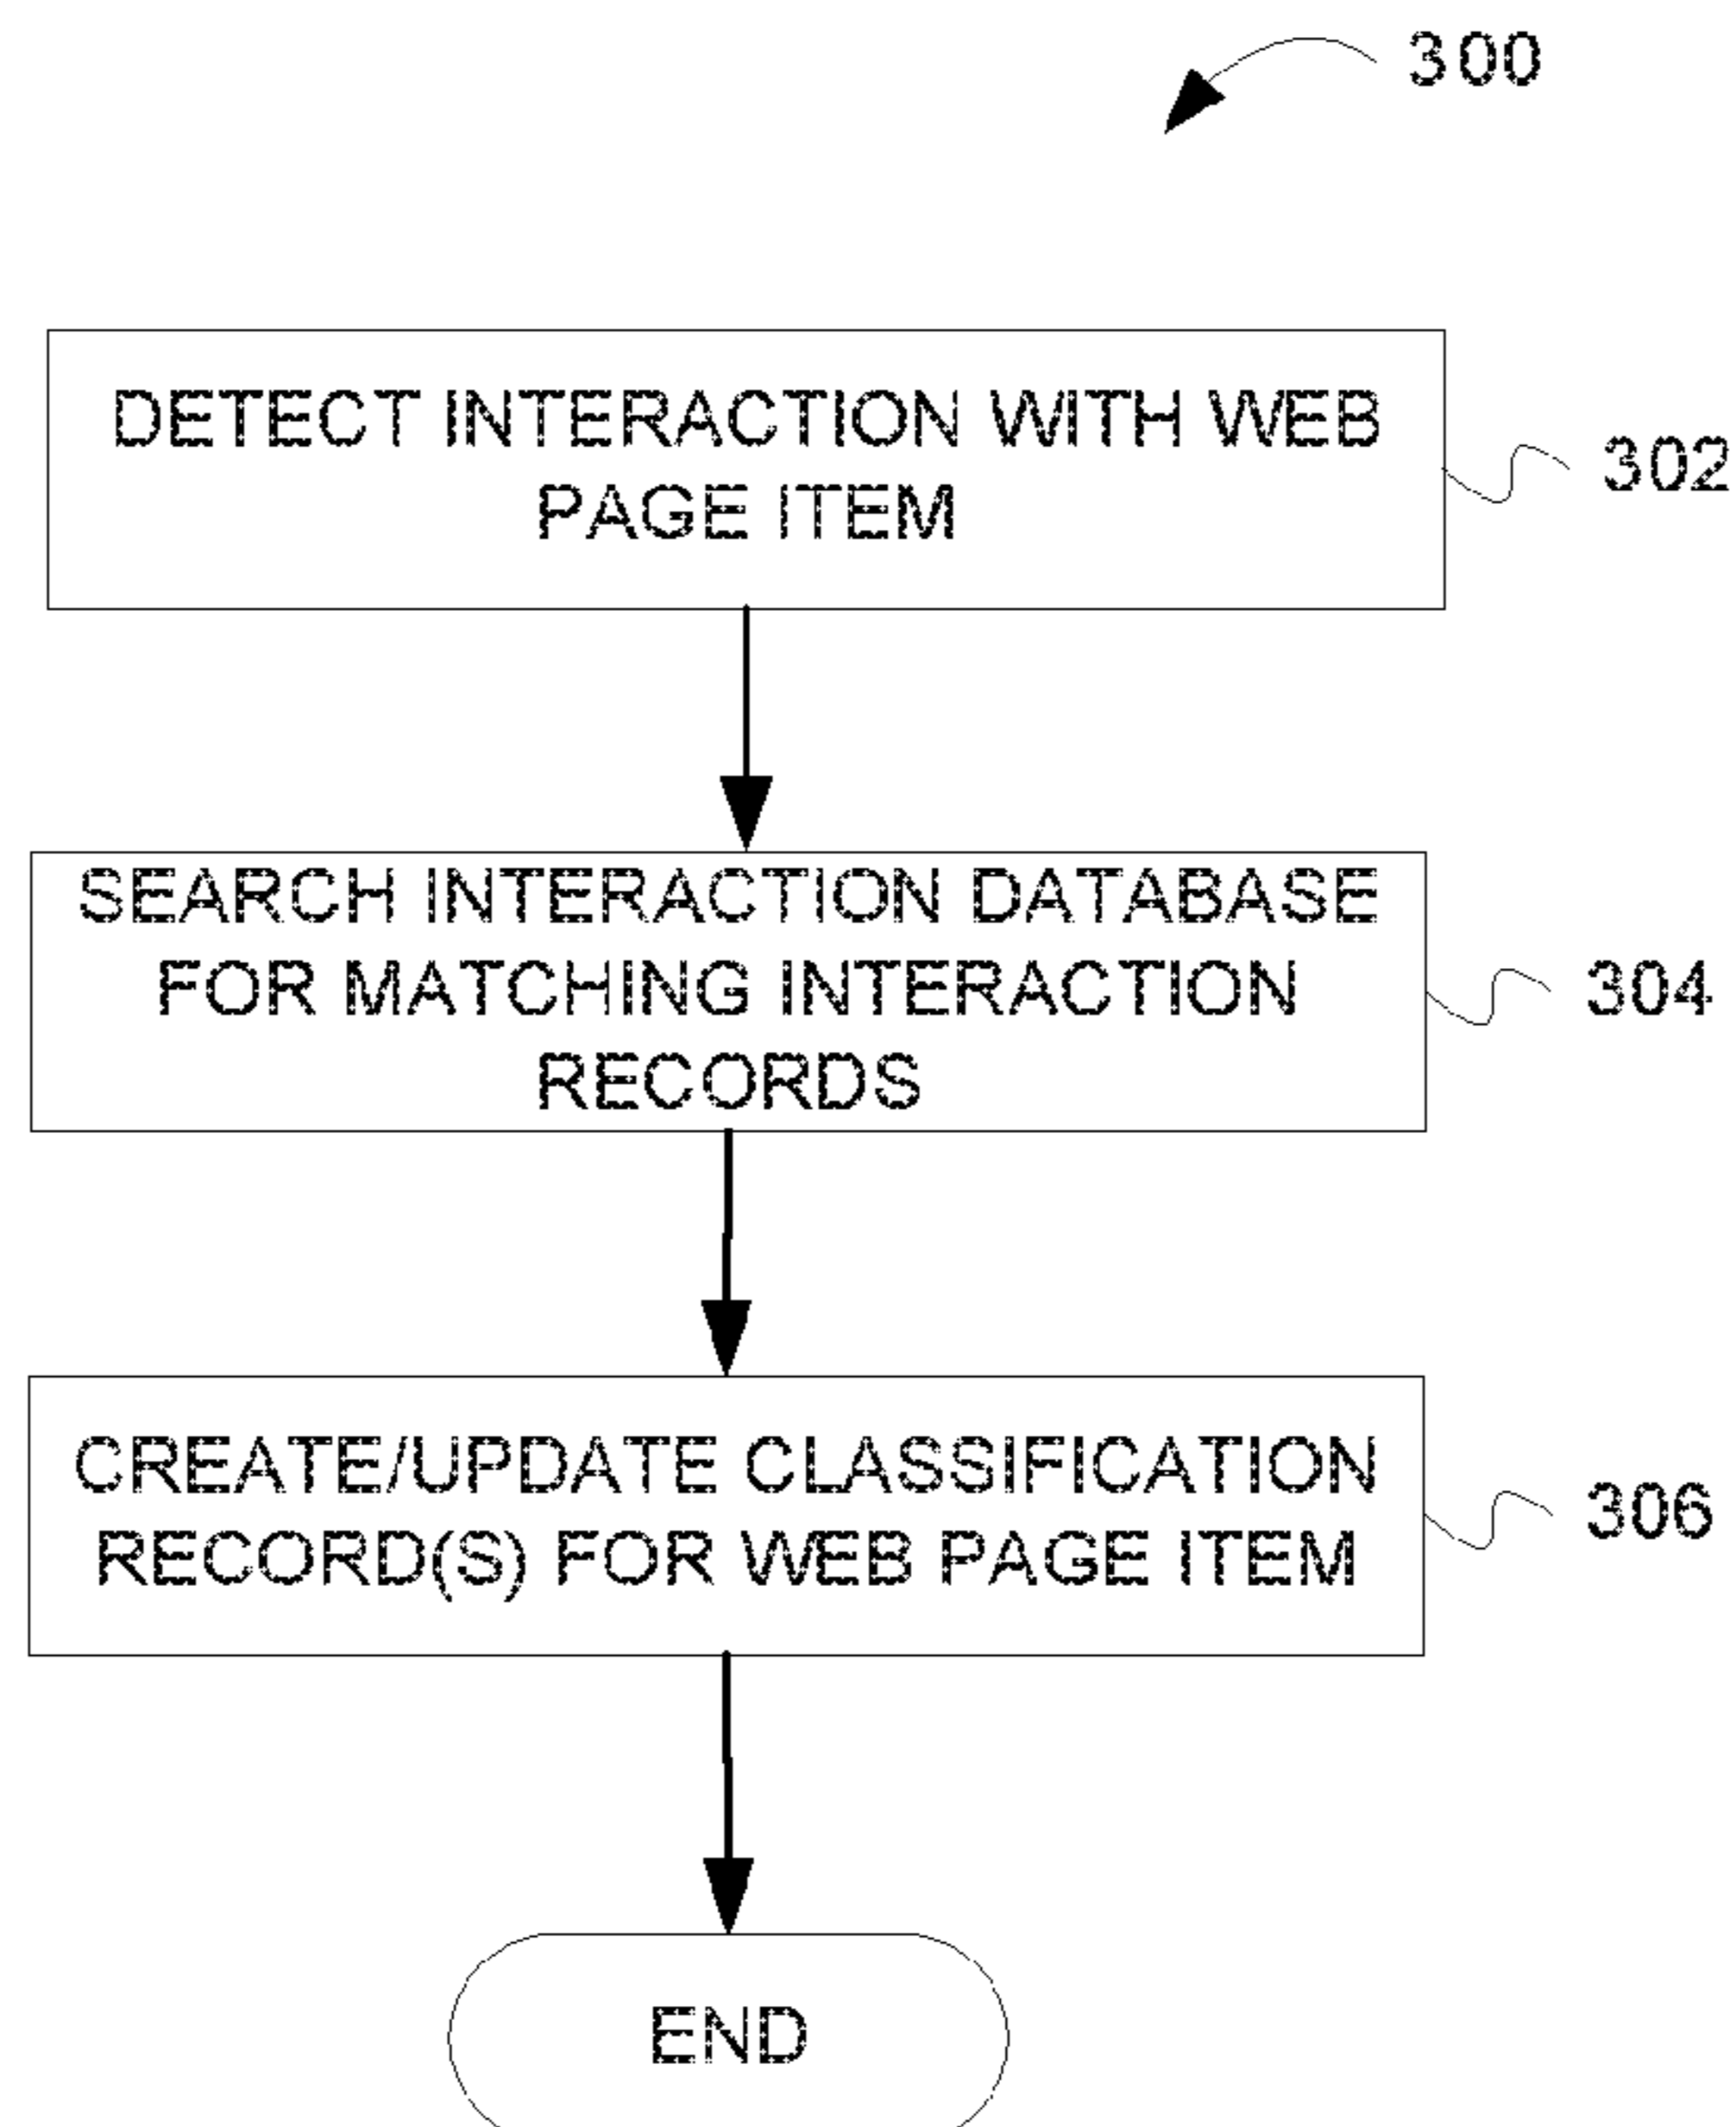 300
DETECT INTERACTION WITH WEB
PAGE ITEM
302
SEARCH INTERACTION DATABASE
FOR MATCHING INTERACTION
RECORDS
304
CREATE/UPDATE CLASSIFICATION
RECORD(S) FOR WEB PAGE ITEM
306
END